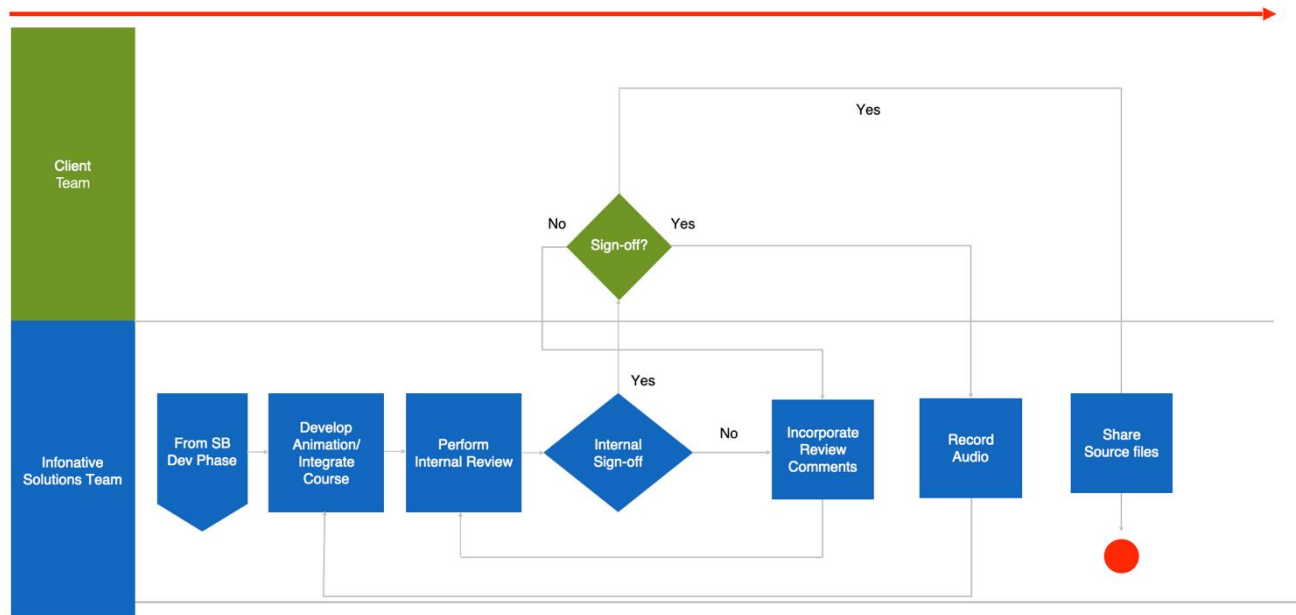 Yes
Client
Team
No
Yes
Sign-off?
Yes
Infonative
Solutions Team
From SB
Dev Phase
Develop
Animation/
Integrate
Course
Perform
Internal Review
Internal
Sign-off
No
Incorporate
Review
Comments
Record
Audio
Share
Source files